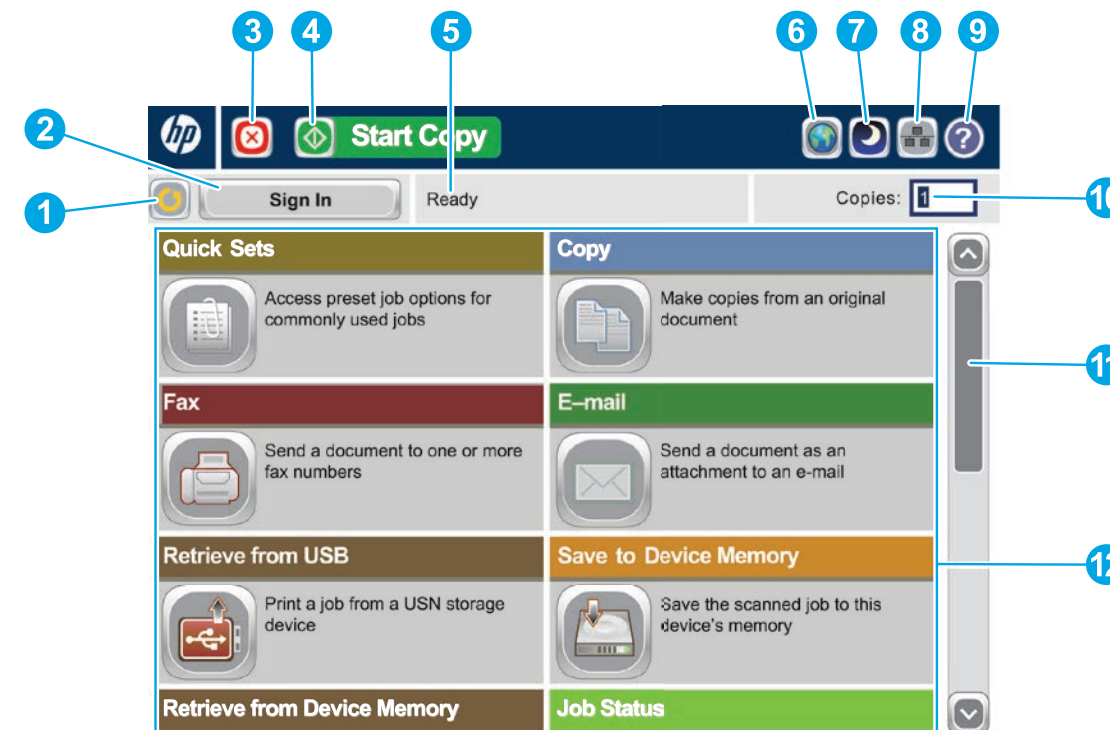 3 4 5 6 7 8 9
2
hp Start Copy
1
Sign In Ready Copies: 1
10
Quick Sets Copy
Access preset job options for Make copies from an original
commonly used jobs document
11
Fax E–mail
Send a document to one or more Send a document as an
fax numbers attachment to an e-mail
Retrieve from USB Save to Device Memory
12
Print a job from a USN storage Save the scanned job to this
device device's memory
Retrieve from Device Memory Job Status